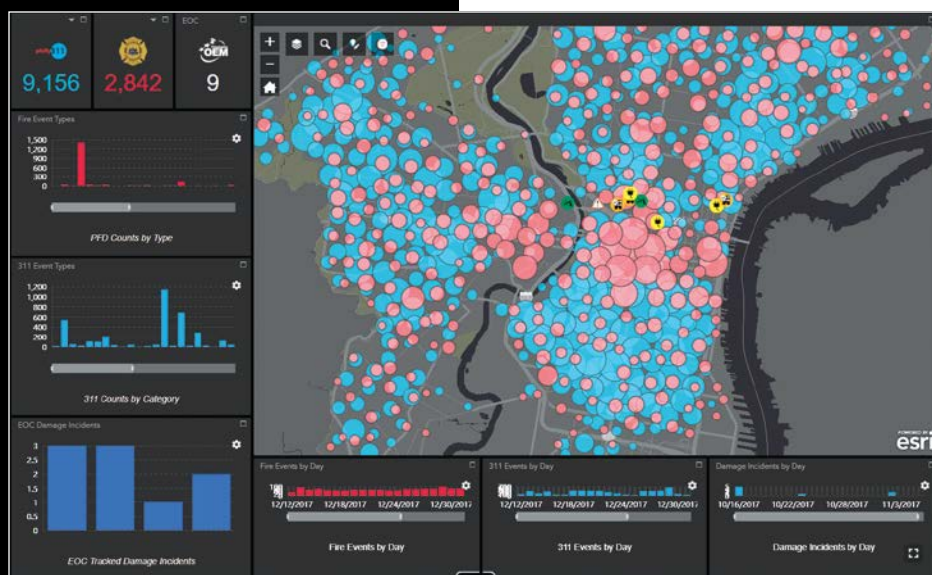 EOC
philly311
OEM
9,156
2,842
9
Fire Event Types
1,500
1,200
900
600
300
0
PFD Counts by Type
311 Event Types
1,200
1,000
800
600
400
200
0
311 Counts by Category
EOC Damage Incidents
3
2.5
2
1.5
1
0.5
0
EOC Tracked Damage Incidents
POWERED BY
esri
Fire Events by Day
12/12/2017 12/18/2017 12/24/2017 12/30/2017
Fire Events by Day
311 Events by Day
12/12/2017 12/18/2017 12/24/2017 12/30/2017
311 Events by Day
Damage Incidents by Day
10/16/2017 10/22/2017 10/28/2017 11/3/2017
Damage Incidents by Day